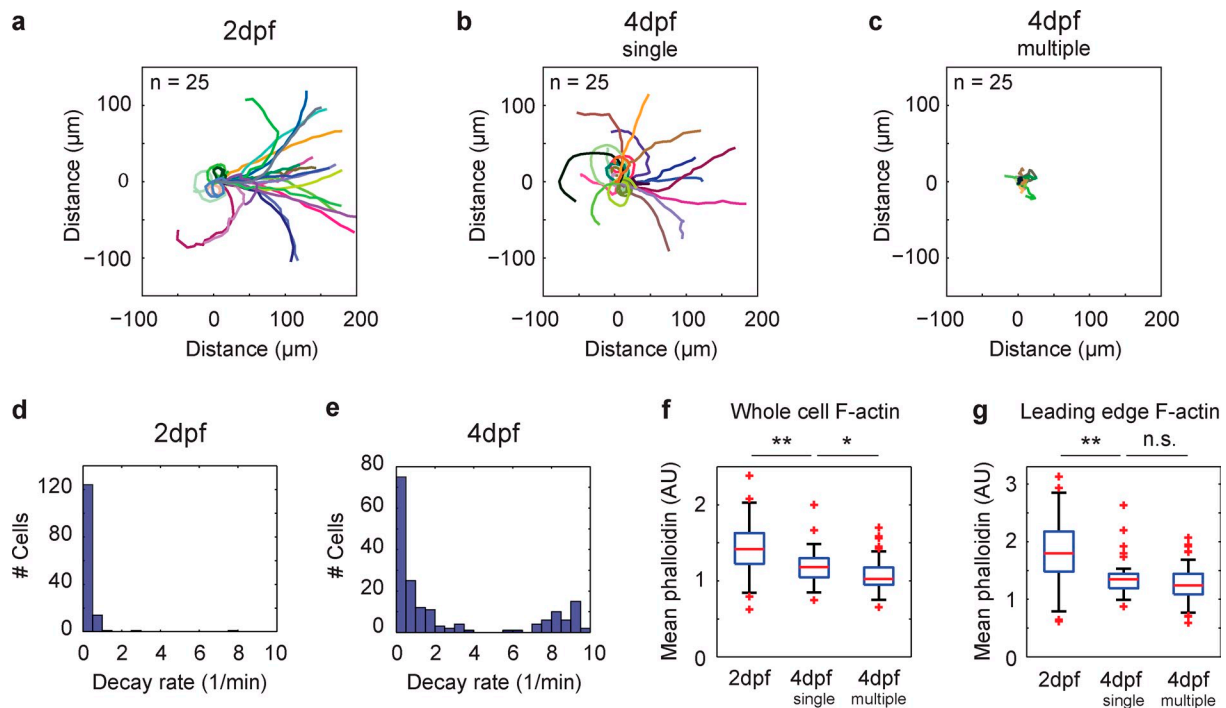 a
2dpf
n = 25
100
0
−100
Distance (µm)
−100 0 100 200
Distance (µm)
b
4dpf
single
n = 25
100
0
−100
Distance (µm)
−100 0 100 200
Distance (µm)
c
4dpf
multiple
n = 25
100
0
−100
Distance (µm)
−100 0 100 200
Distance (µm)
d
2dpf
120
80
40
0
# Cells
0 2 4 6 8 10
Decay rate (1/min)
e
4dpf
80
60
40
20
0
# Cells
0 2 4 6 8 10
Decay rate (1/min)
f
Whole cell F-actin
** *
2
1
0
Mean phalloidin (AU)
2dpf 4dpf 4dpf
single multiple
g
Leading edge F-actin
** n.s.
3
2
1
0
Mean phalloidin (AU)
2dpf 4dpf 4dpf
single multiple